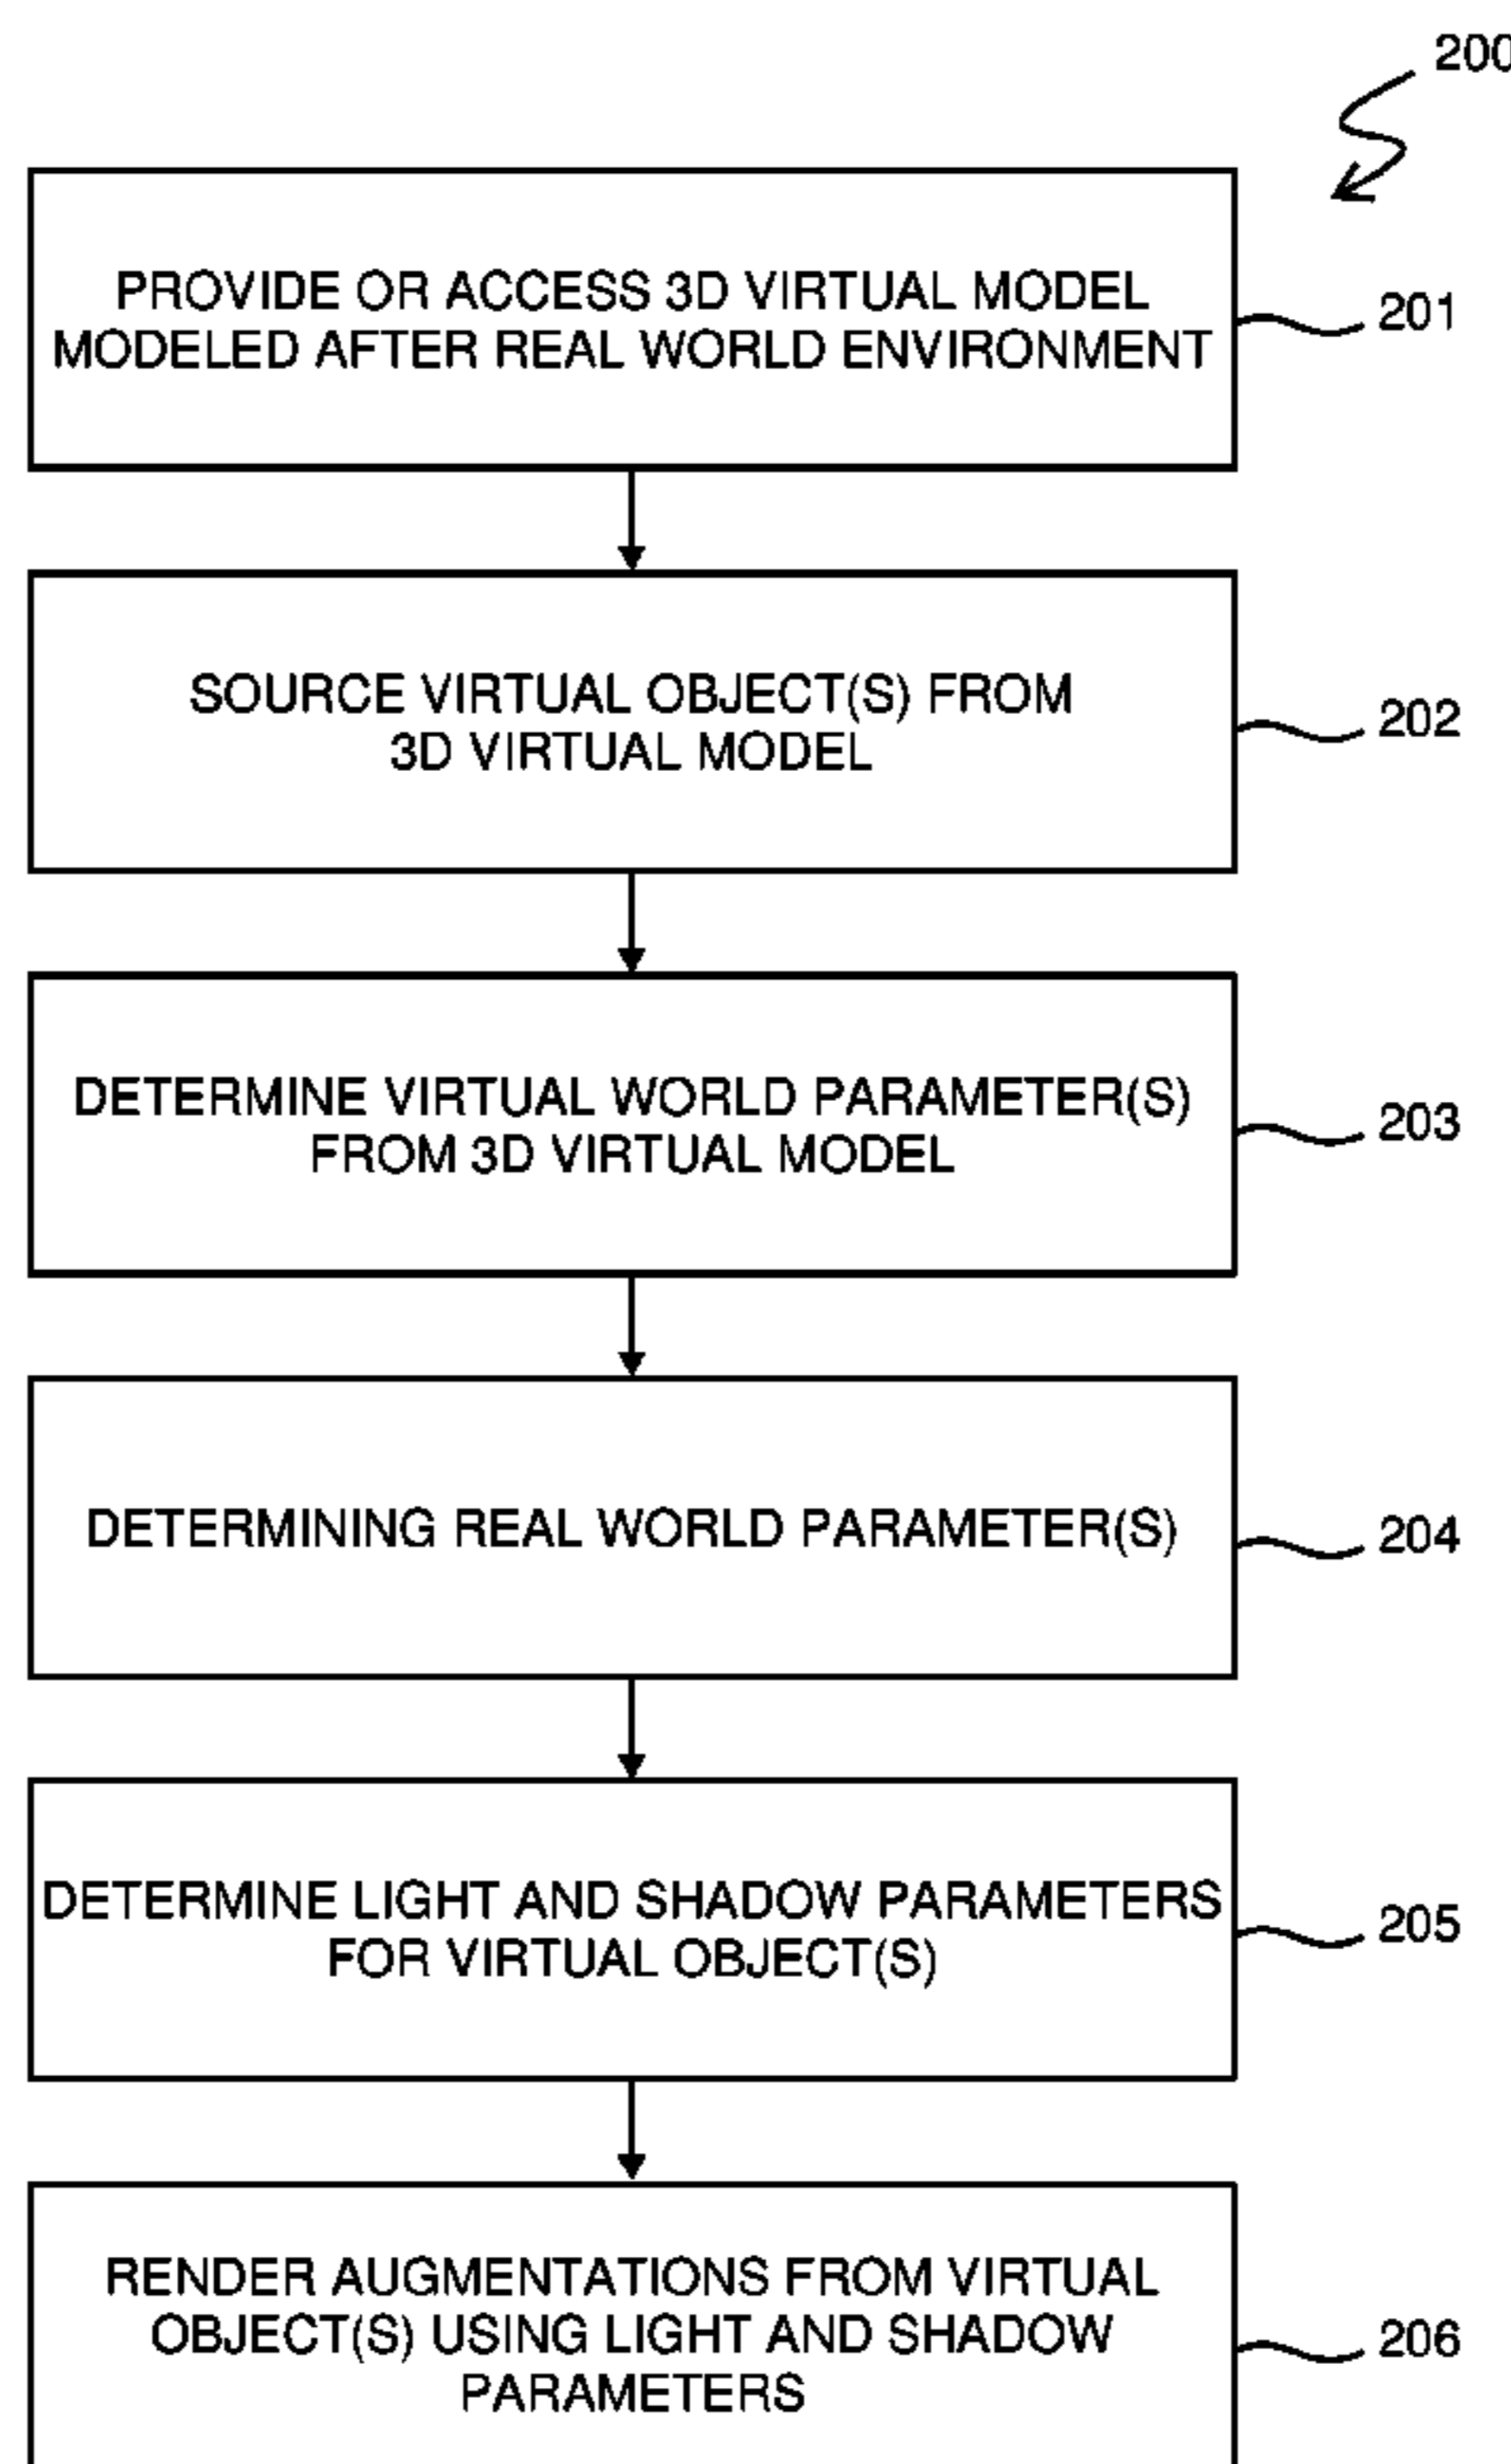 200
PROVIDE OR ACCESS 3D VIRTUAL MODEL
MODELED AFTER REAL WORLD ENVIRONMENT
201
SOURCE VIRTUAL OBJECT(S) FROM
3D VIRTUAL MODEL
202
DETERMINE VIRTUAL WORLD PARAMETER(S)
FROM 3D VIRTUAL MODEL
203
DETERMINING REAL WORLD PARAMETER(S)
204
DETERMINE LIGHT AND SHADOW PARAMETERS
FOR VIRTUAL OBJECT(S)
205
RENDER AUGMENTATIONS FROM VIRTUAL
OBJECT(S) USING LIGHT AND SHADOW
PARAMETERS
206